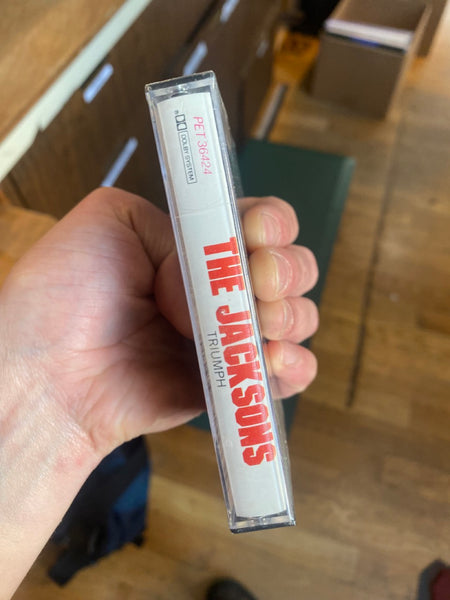 PET 36424
DOLBY SYSTEM
THE JACKSONS
TRIUMPH